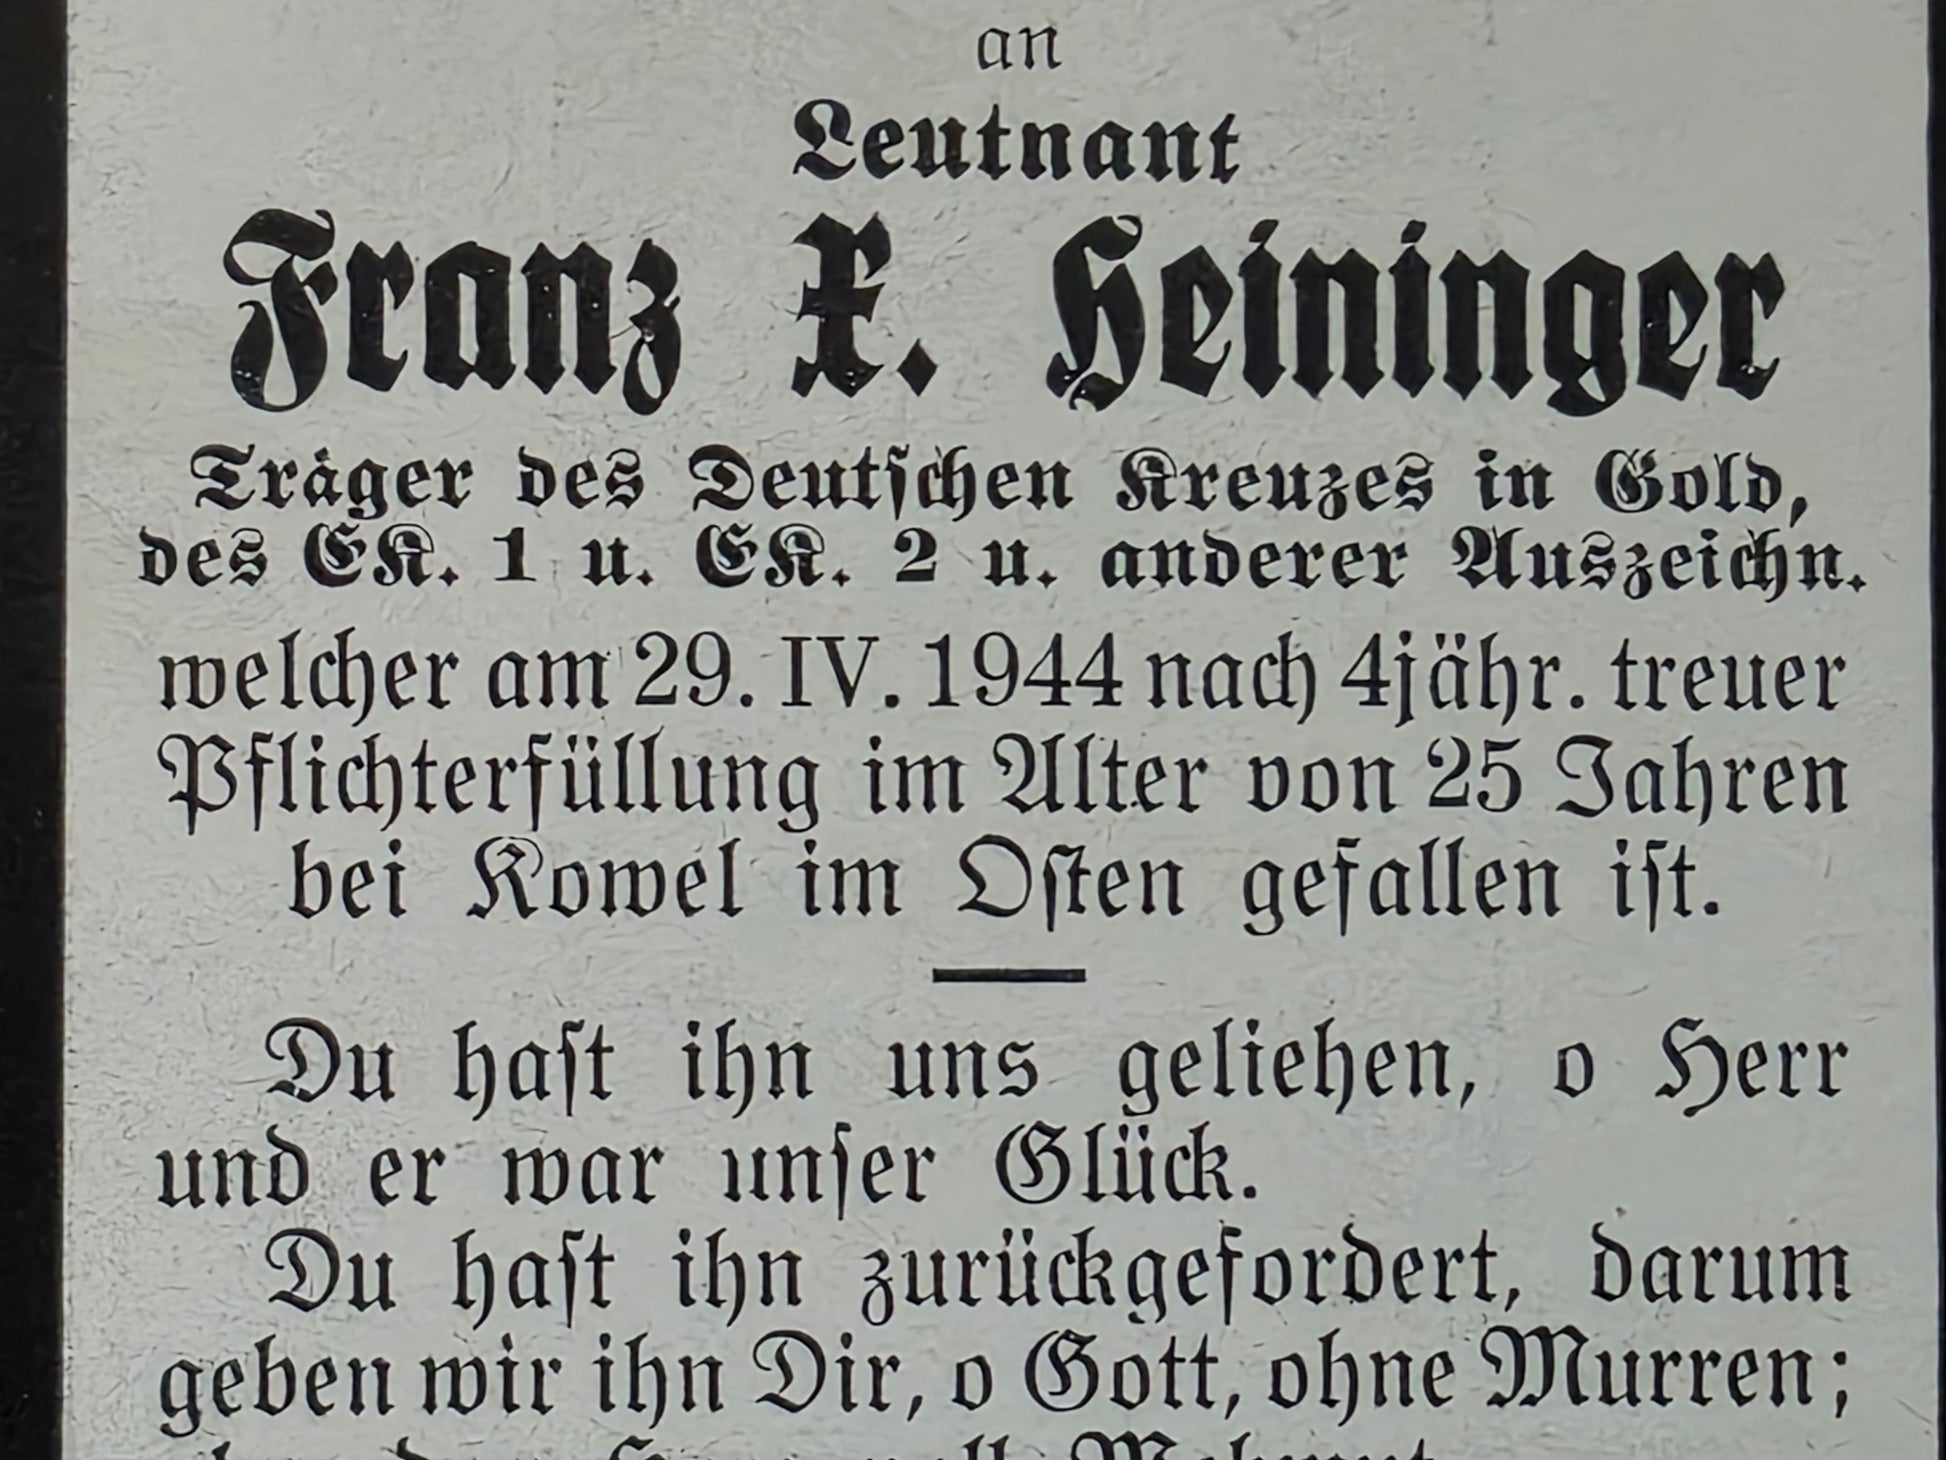 an
Leutnant
Franz X. Heininger
Träger des Deutschen Kreuzes in Gold,
des EK. 1 u. EK. 2 u. anderer Auszeichn.
welcher am 29. IV. 1944 nach 4jähr. treuer
Pflichterfüllung im Alter von 25 Jahren
bei Kowel im Osten gefallen ist.
Du hast ihn uns geliehen, o Herr
und er war unser Glück.
Du hast ihn zurückgefordert, darum
geben wir ihn Dir, o Gott, ohne Murren;